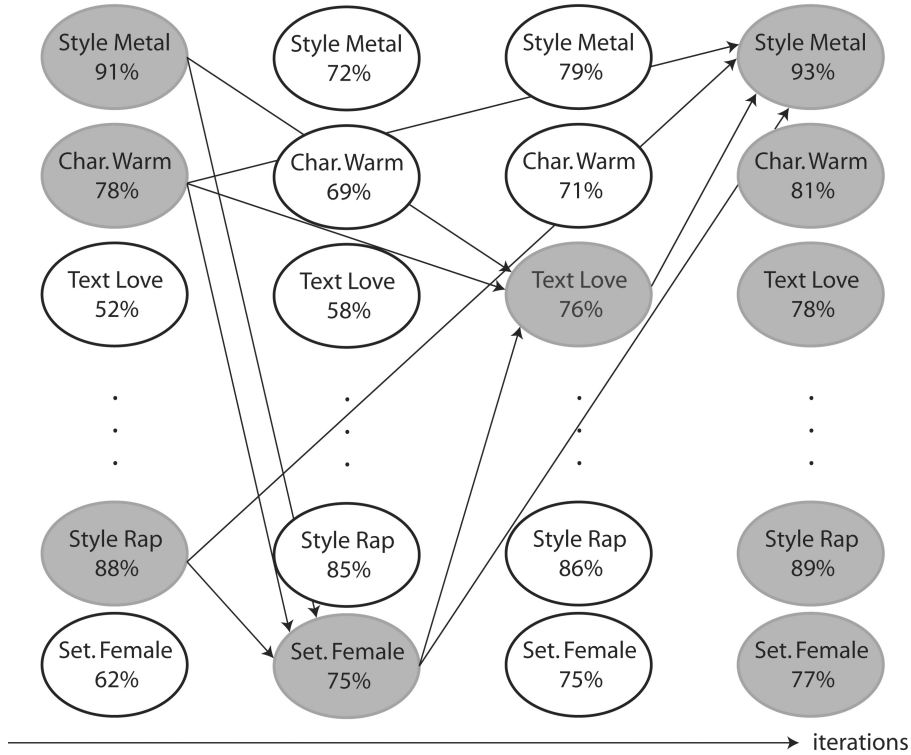 Style Metal
91%
Style Metal
72%
Style Metal
79%
Style Metal
93%
Char. Warm
78%
Char. Warm
69%
Char. Warm
71%
Char. Warm
81%
Text Love
52%
Text Love
58%
Text Love
76%
Text Love
78%
Style Rap
88%
Style Rap
85%
Style Rap
86%
Style Rap
89%
Set. Female
62%
Set. Female
75%
Set. Female
75%
Set. Female
77%
iterations